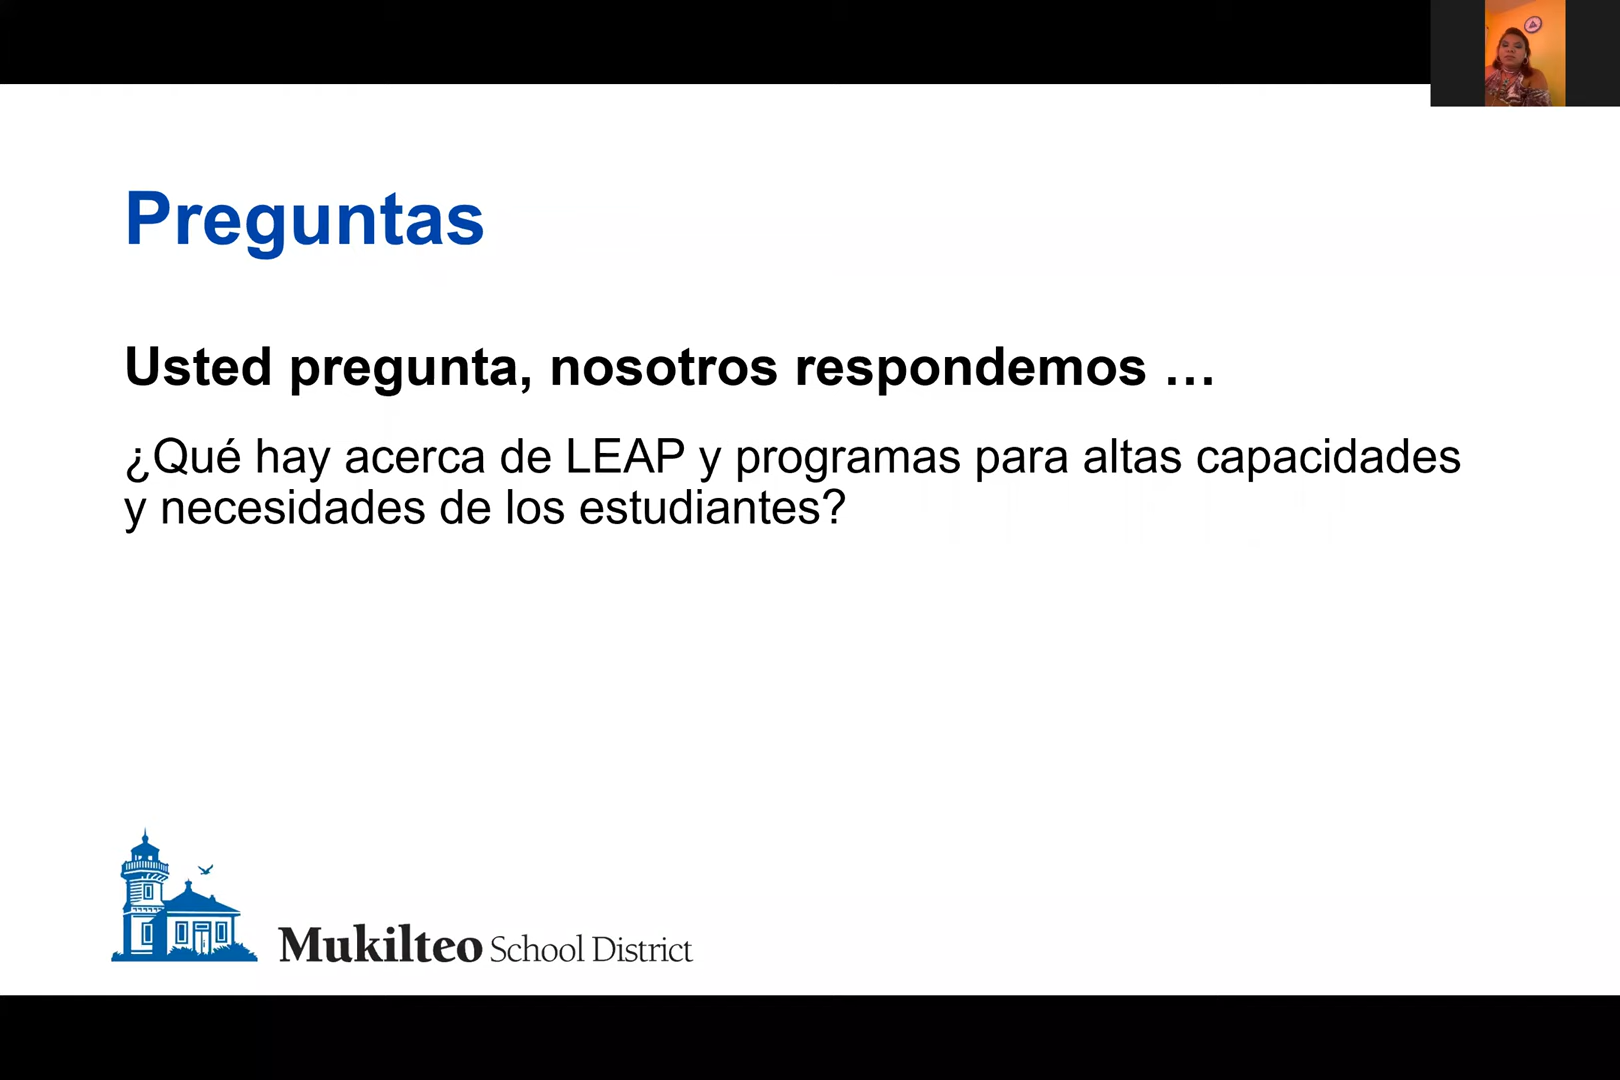 Preguntas
Usted pregunta, nosotros respondemos …
¿Qué hay acerca de LEAP y programas para altas capacidades
y necesidades de los estudiantes?
Mukilteo School District